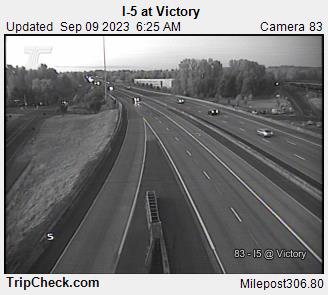 I-5 at Victory
Updated Sep 09 2023 6:25 AM Camera 83
S
83 - I5 @ Victory
TripCheck.com Milepost306.80